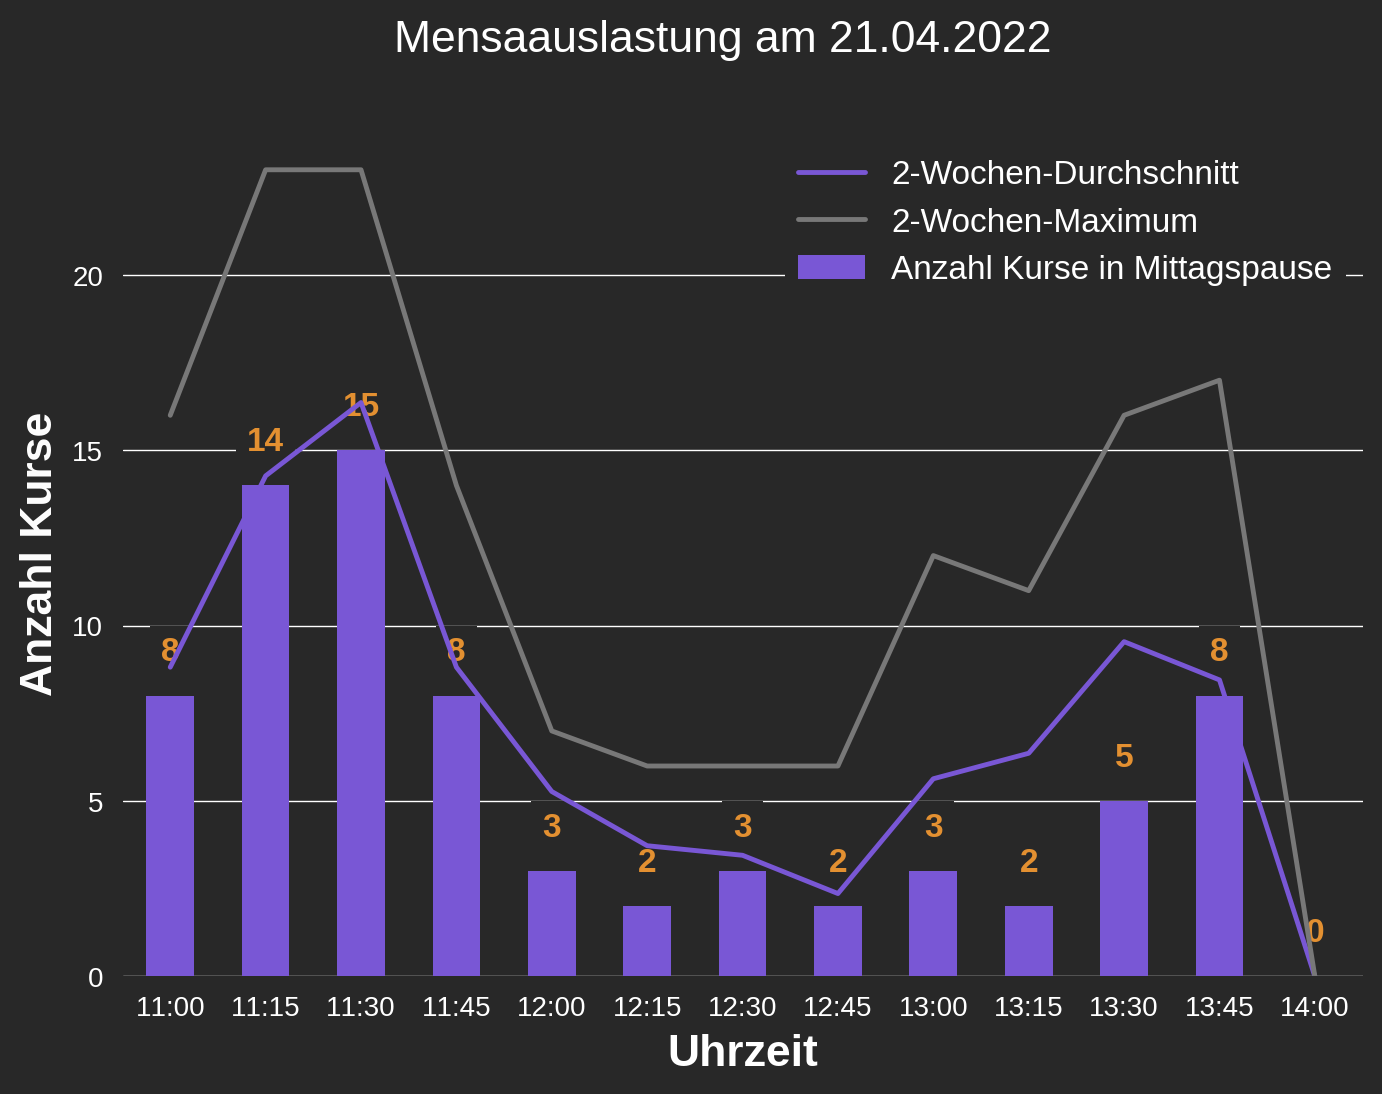 Mensaauslastung am 21.04.2022
2-Wochen-Durchschnitt
2-Wochen-Maximum
Anzahl Kurse in Mittagspause
Anzahl Kurse
20
15
10
5
0
8
14
15
8
3
2
3
2
3
2
5
8
0
11:00 11:15 11:30 11:45 12:00 12:15 12:30 12:45 13:00 13:15 13:30 13:45 14:00
Uhrzeit